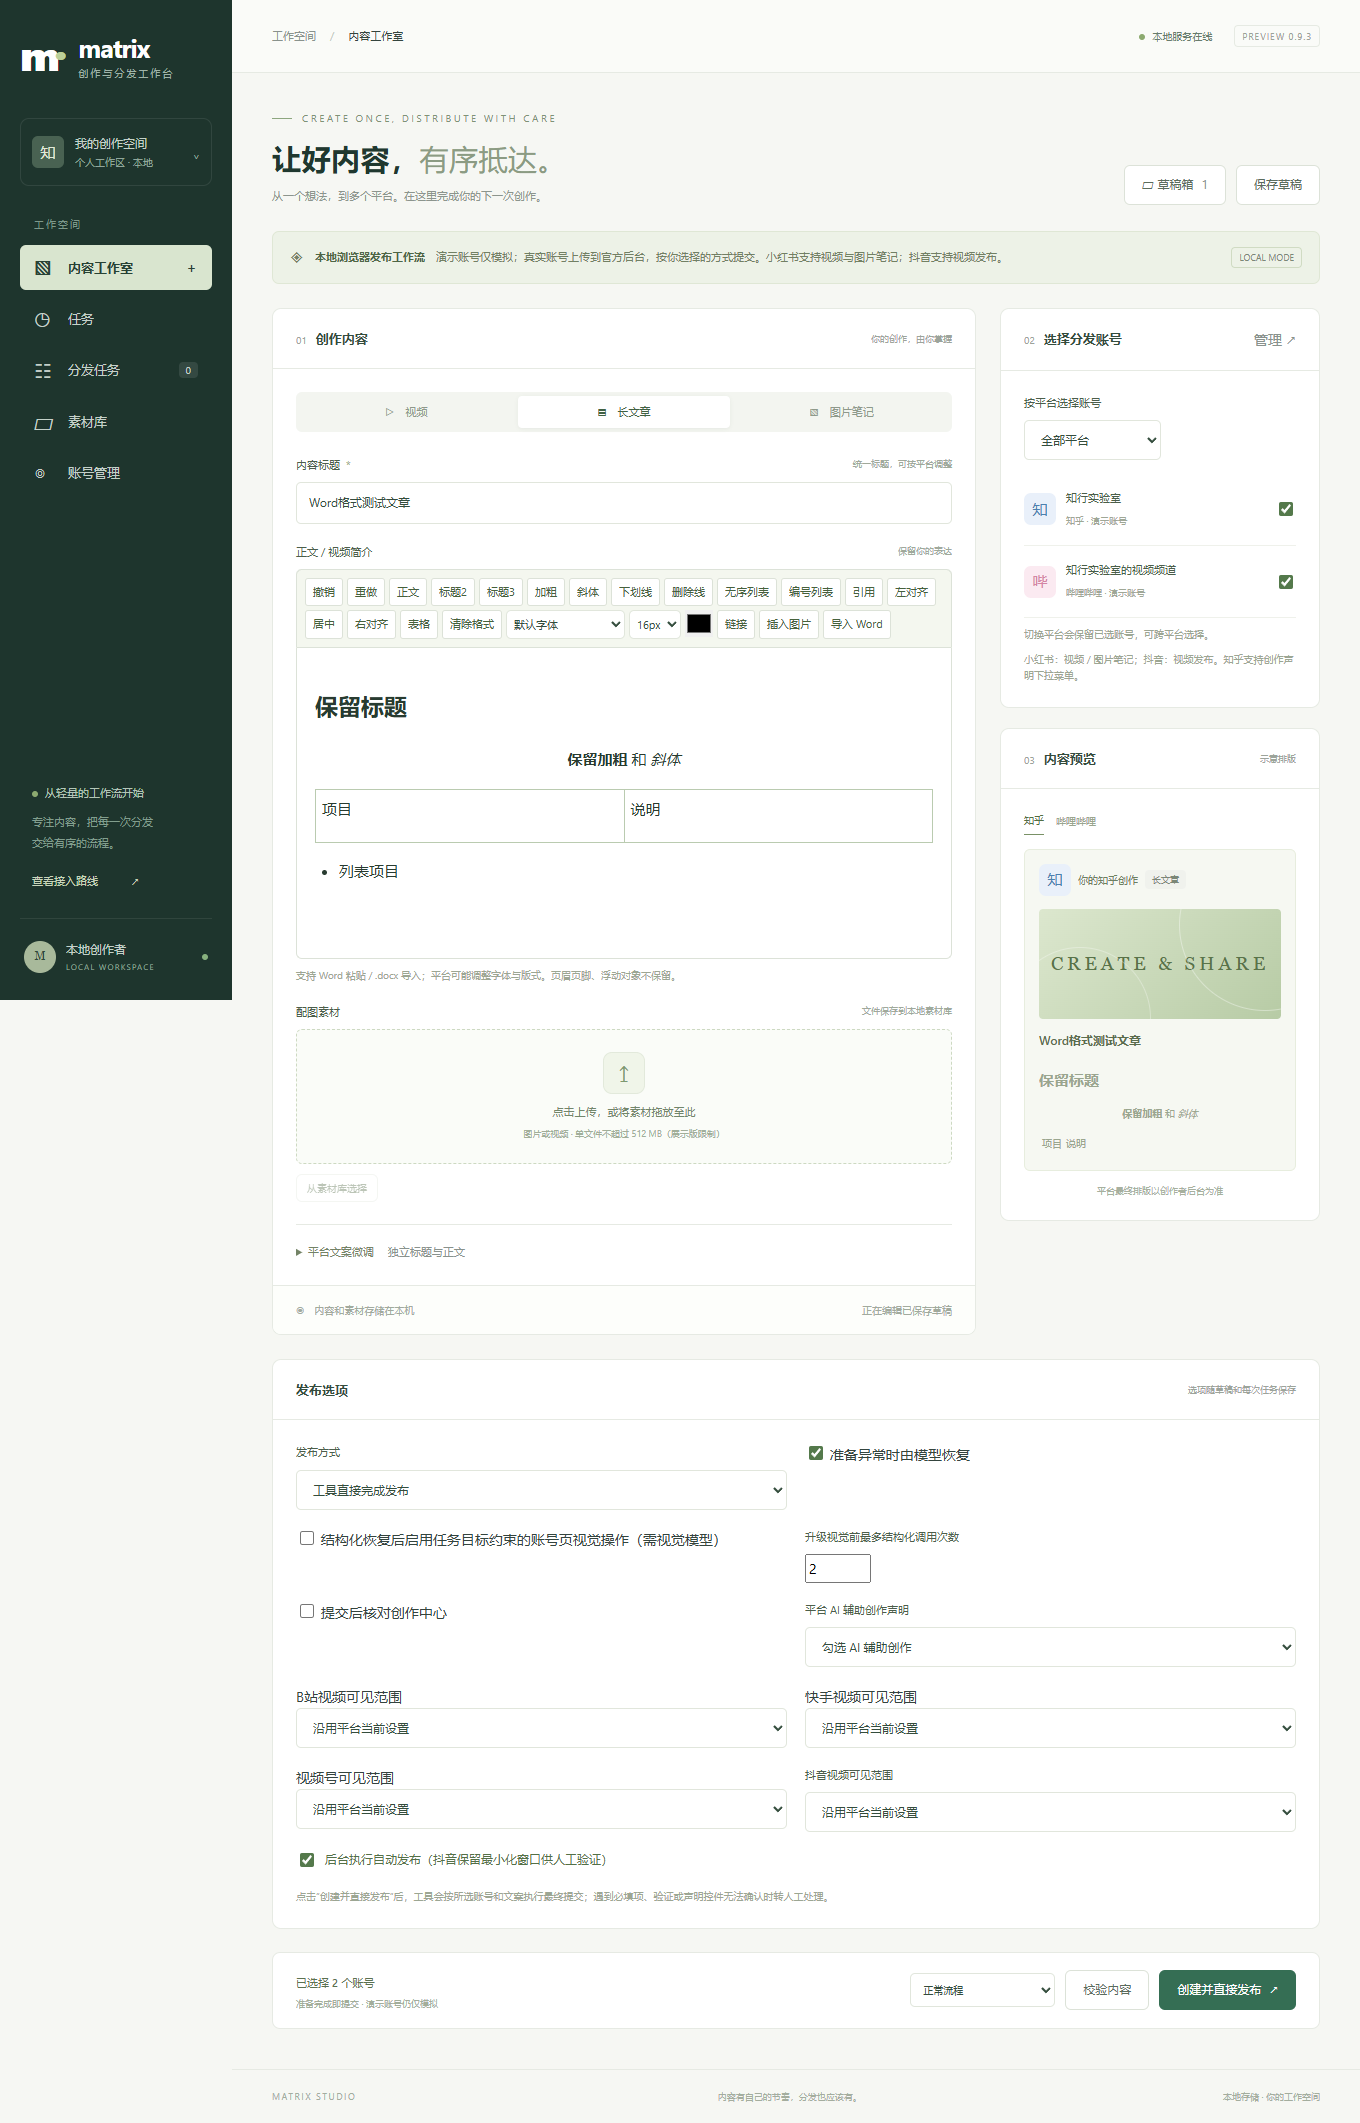 matrix
创作与分发工作台
知
我的创作空间
个人工作区 · 本地
工作空间
内容工作室
+
任务
分发任务
0
素材库
账号管理
从轻量的工作流开始
专注内容，把每一次分发
交给有序的流程。
查看接入路线 ↗
M
本地创作者
LOCAL WORKSPACE
工作空间 / 内容工作室
本地服务在线
PREVIEW 0.9.3
CREATE ONCE, DISTRIBUTE WITH CARE
让好内容，有序抵达。
从一个想法，到多个平台。在这里完成你的下一次创作。
草稿箱 1
保存草稿
本地浏览器发布工作流 演示账号仅模拟；真实账号上传到官方后台，按你选择的方式提交。小红书支持视频与图片笔记；抖音支持视频发布。
LOCAL MODE
01 创作内容
你的创作，由你掌握
视频
长文章
图片笔记
内容标题 *
统一标题，可按平台调整
Word格式测试文章
正文 / 视频简介
保留你的表达
撤销 重做 正文 标题2 标题3 加粗 斜体 下划线 删除线 无序列表 编号列表 引用 左对齐
居中 右对齐 表格 清除格式 默认字体 16px 链接 插入图片 导入 Word
保留标题
保留加粗 和 斜体
项目 说明
• 列表项目
支持 Word 粘贴 / .docx 导入；平台可能调整字体与版式。页眉页脚、浮动对象不保留。
配图素材
文件保存到本地素材库
点击上传，或将素材拖放至此
图片或视频 · 单文件不超过 512 MB（展示版限制）
从素材库选择
平台文案微调 独立标题与正文
内容和素材存储在本机
正在编辑已保存草稿
02 选择分发账号
管理 ↗
按平台选择账号
全部平台
知
知行实验室
知乎 · 演示账号
哔
知行实验室的视频频道
哔哩哔哩 · 演示账号
切换平台会保留已选账号，可跨平台选择。
小红书：视频 / 图片笔记；抖音：视频发布。知乎支持创作声
明下拉菜单。
03 内容预览
示意排版
知乎 哔哩哔哩
知
你的知乎创作
长文章
CREATE & SHARE
Word格式测试文章
保留标题
保留加粗 和 斜体
项目 说明
平台最终排版以创作者后台为准
发布选项
选项随草稿和每次任务保存
发布方式
工具直接完成发布
准备异常时由模型恢复
结构化恢复后启用任务目标约束的账号页视觉操作（需视觉模型）
升级视觉前最多结构化调用次数
2
提交后核对创作中心
平台 AI 辅助创作声明
勾选 AI 辅助创作
B站视频可见范围
沿用平台当前设置
快手视频可见范围
沿用平台当前设置
视频号可见范围
沿用平台当前设置
抖音视频可见范围
沿用平台当前设置
后台执行自动发布（抖音保留最小化窗口供人工验证）
点击“创建并直接发布”后，工具会按所选账号和文案执行最终提交；遇到必填项、验证或声明控件无法确认时转人工处理。
已选择 2 个账号
准备完成即提交 · 演示账号仍仅模拟
正常流程
校验内容
创建并直接发布 ↗
MATRIX STUDIO
内容有自己的节奏，分发也应该有。
本地存储 · 你的工作空间